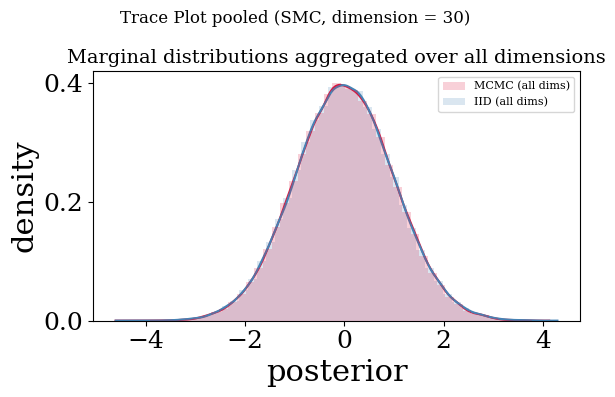 Trace Plot pooled (SMC, dimension = 30)
Marginal distributions aggregated over all dimensions
MCMC (all dims)
IID (all dims)
density
0.4
0.2
0.0
−4
−2
0
2
4
posterior